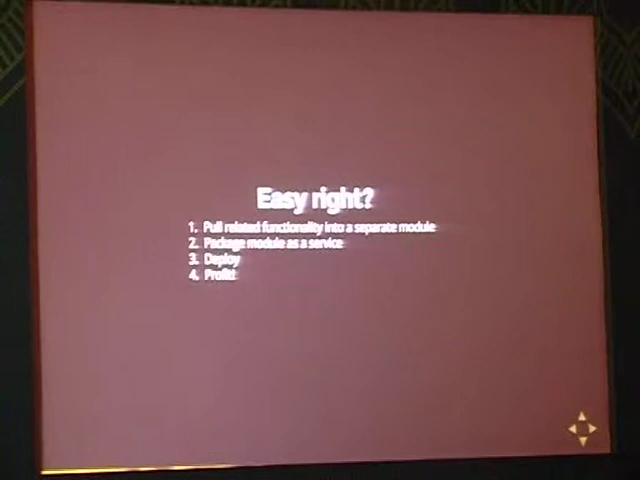 Easy right?
1. Pull related functionality into a separate module
2. Package module as a service
3. Deploy
4. Profit!